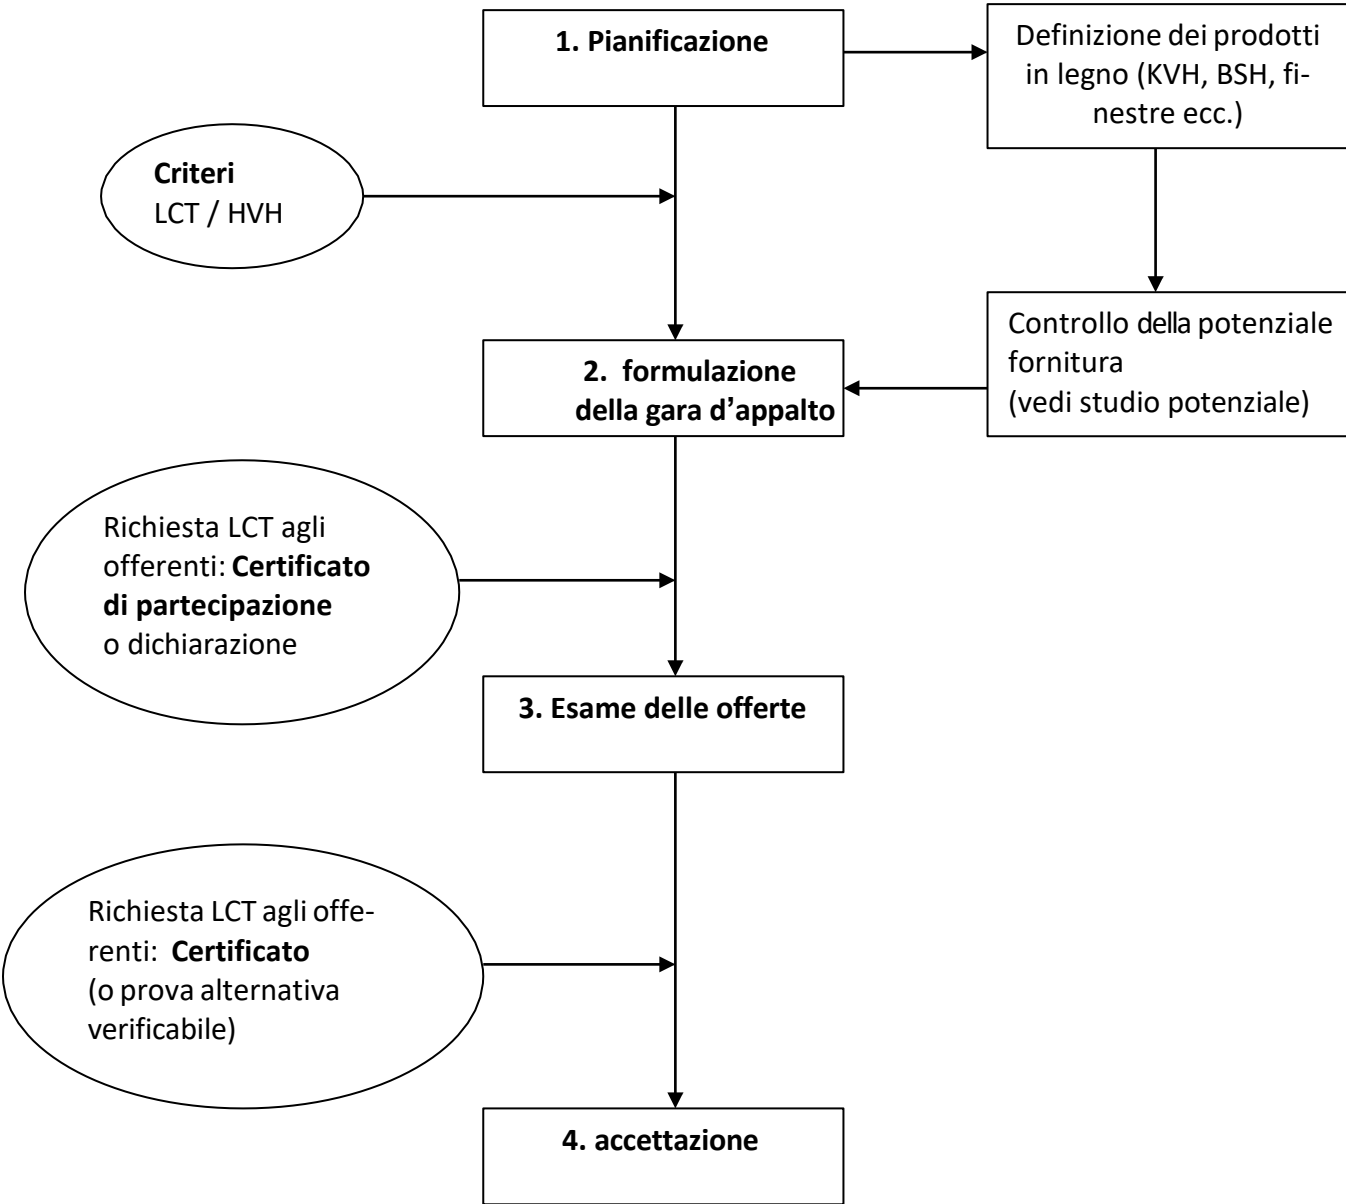 1. Pianificazione
Definizione dei prodotti
in legno (KVH, BSH, fi-
nestre ecc.)
Criteri
LCT / HVH
Controllo della potenziale
fornitura
(vedi studio potenziale)
2. formulazione
della gara d’appalto
Richiesta LCT agli
offerenti: Certificato
di partecipazione
o dichiarazione
3. Esame delle offerte
Richiesta LCT agli offe-
renti: Certificato
(o prova alternativa
verificabile)
4. accettazione